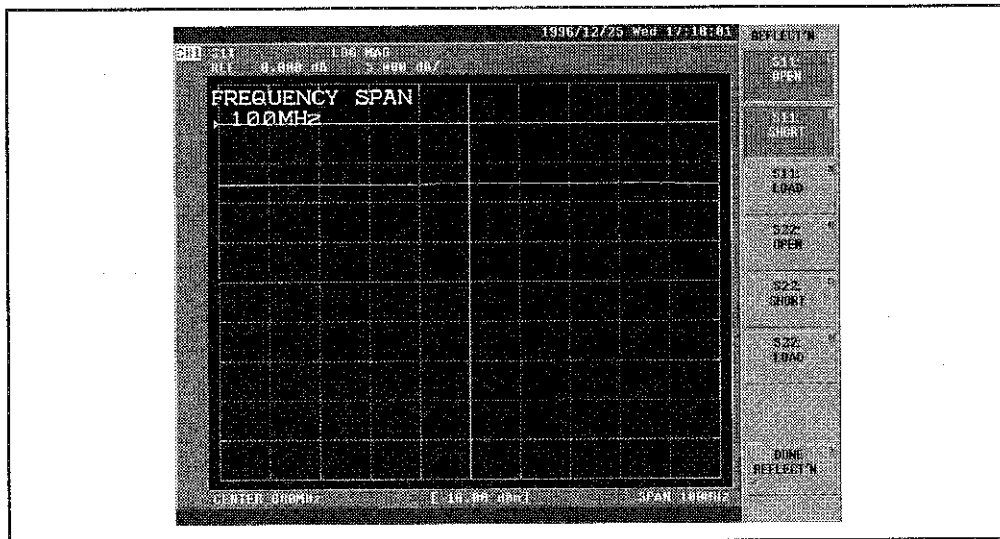 1996/12/25 Wed 17:18:01
CH1 S11 LOG MAG
REF 0.000 dB 5.000 dB/
FREQUENCY SPAN
100MHz
CENTER 880MHz [ 10.00 dBm] SPAN 100MHz
REFLECT'N
S11:
OPEN
S11:
SHORT
S11:
LOAD
S22:
OPEN
S22:
SHORT
S22:
LOAD
DONE
REFLECT'N